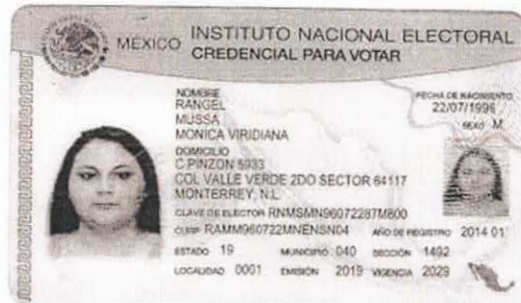 MÉXICO INSTITUTO NACIONAL ELECTORAL
CREDENCIAL PARA VOTAR
NOMBRE
RANGEL
MUSSA
MONICA VIRIDIANA
FECHA DE NACIMIENTO
22/07/1996
SEXO M
DOMICILIO
C PINZON 5933
COL VALLE VERDE 2DO SECTOR 64117
MONTERREY, N.L.
CLAVE DE ELECTOR RNMSMN96072287M800
CURP RAMM960722MNENSN04 AÑO DE REGISTRO 2014 01
ESTADO 19 MUNICIPIO 040 SECCIÓN 1492
LOCALIDAD 0001 EMISIÓN 2019 VIGENCIA 2029